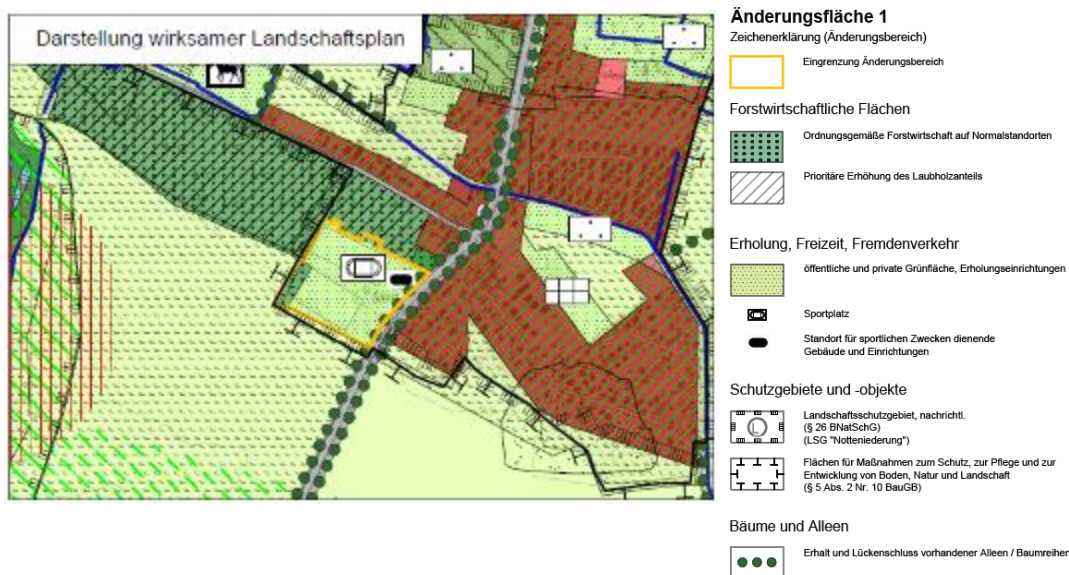 Darstellung wirksamer Landschaftsplan
Änderungsfläche 1
Zeichenerklärung (Änderungsbereich)
Eingrenzung Änderungsbereich
Forstwirtschaftliche Flächen
Ordnungsgemäße Forstwirtschaft auf Normalstandorten
Prioritäre Erhöhung des Laubholzanteils
Erholung, Freizeit, Fremdenverkehr
öffentliche und private Grünfläche, Erholungseinrichtungen
Sportplatz
Standort für sportlichen Zwecken dienende
Gebäude und Einrichtungen
Schutzgebiete und -objekte
L
Landschaftsschutzgebiet, nachrichtl.
(§ 26 BNatSchG)
(LSG "Notteniederung")
Flächen für Maßnahmen zum Schutz, zur Pflege und zur
Entwicklung von Boden, Natur und Landschaft
(§ 5 Abs. 2 Nr. 10 BauGB)
Bäume und Alleen
Erhalt und Lückenschluss vorhandener Alleen / Baumreihen